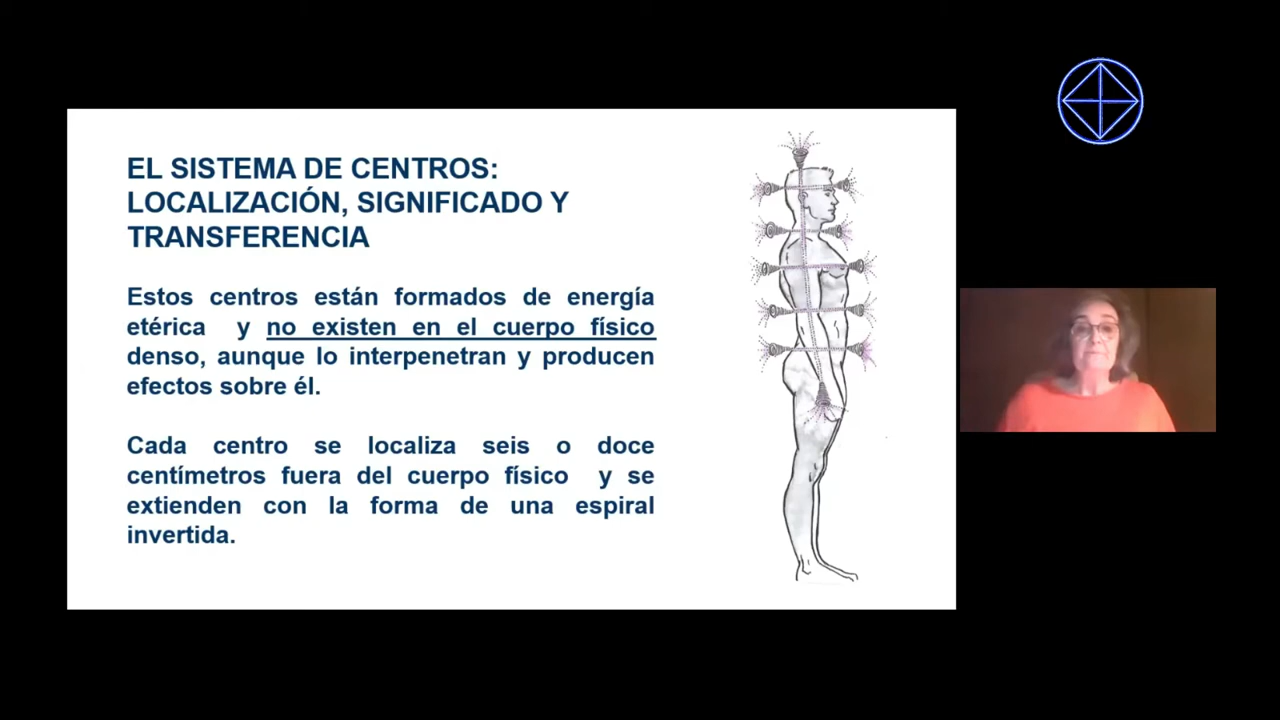 EL SISTEMA DE CENTROS:
LOCALIZACIÓN, SIGNIFICADO Y
TRANSFERENCIA
Estos centros están formados de energía
etérica y no existen en el cuerpo físico
denso, aunque lo interpenetran y producen
efectos sobre él.
Cada centro se localiza seis o doce
centímetros fuera del cuerpo físico y se
extienden con la forma de una espiral
invertida.